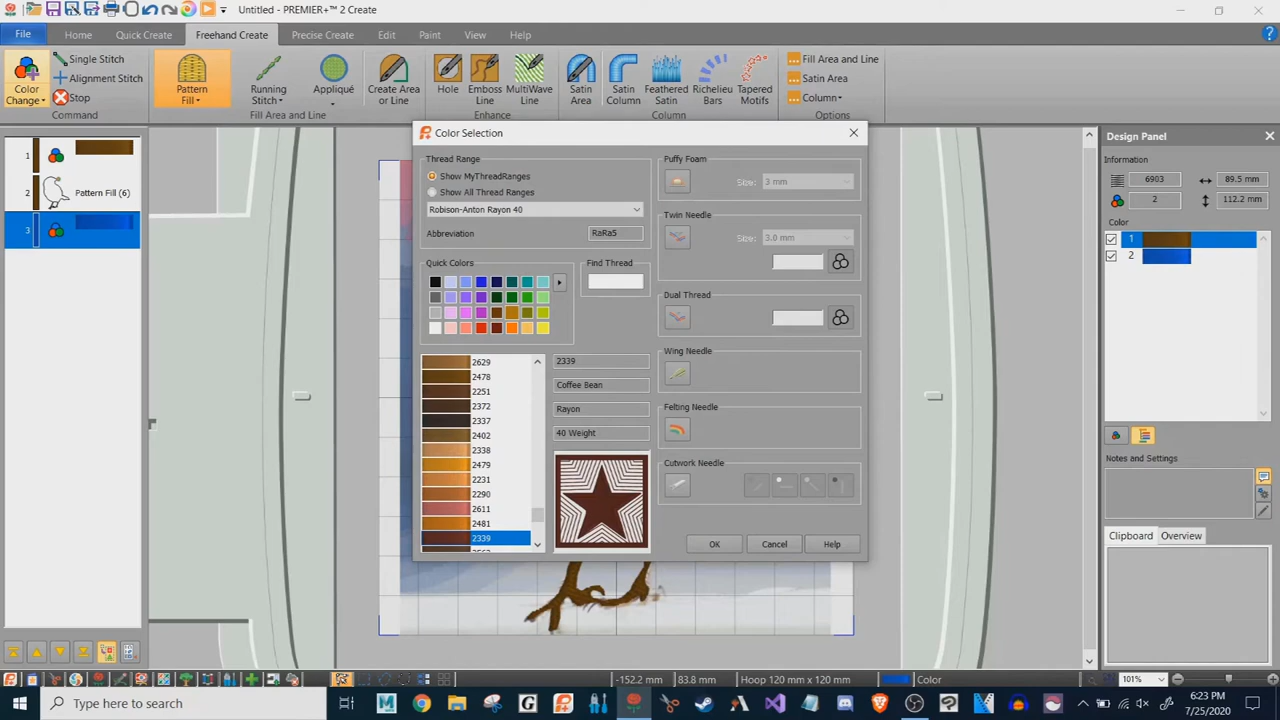 Untitled - PREMIER+™ 2 Create
File Home Quick Create Freehand Create Precise Create Edit Paint View Help
Color Change
Single Stitch
Alignment Stitch
Stop
Command
Pattern Fill
Running Stitch
Appliqué
Create Area or Line
Fill Area and Line
Hole
Emboss Line
MultiWave Line
Enhance
Satin Area
Satin Column
Feathered Satin
Richelieu Bars
Tapered Motifs
Column
Fill Area and Line
Satin Area
Column
Options
1
2 Pattern Fill (6)
3
Color Selection
Thread Range
Show MyThreadRanges
Show All Thread Ranges
Robison-Anton Rayon 40
Abbreviation RaRa5
Quick Colors
Find Thread
2629
2478
2251
2372
2337
2402
2338
2479
2231
2290
2611
2481
2339
2339
Coffee Bean
Rayon
40 Weight
Puffy Foam
Size: 3 mm
Twin Needle
Size: 3.0 mm
Dual Thread
Wing Needle
Felting Needle
Cutwork Needle
OK Cancel Help
Design Panel
Information
6903 89.5 mm
2 112.2 mm
Color
1
2
Notes and Settings
Clipboard Overview
-152.2 mm 83.8 mm Hoop 120 mm x 120 mm Color 101%
Type here to search
6:23 PM
7/25/2020